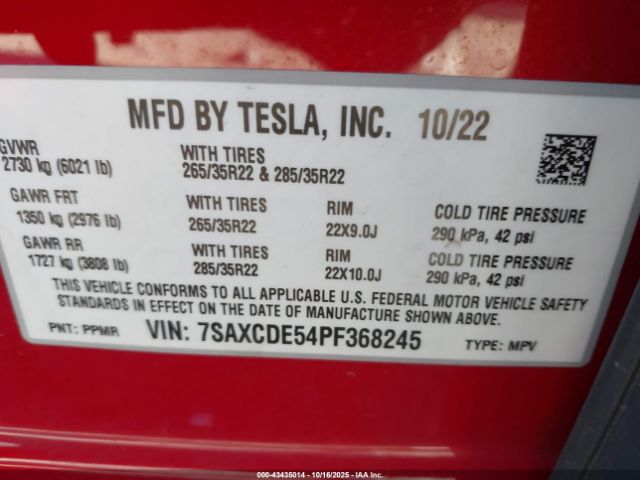 MFD BY TESLA, INC. 10/22
GVWR
2730 kg (6021 lb)
WITH TIRES
265/35R22 & 285/35R22
GAWR FRT
1350 kg (2976 lb)
WITH TIRES
265/35R22
RIM
22X9.0J
COLD TIRE PRESSURE
290 kPa, 42 psi
GAWR RR
1727 kg (3808 lb)
WITH TIRES
285/35R22
RIM
22X10.0J
COLD TIRE PRESSURE
290 kPa, 42 psi
THIS VEHICLE CONFORMS TO ALL APPLICABLE U.S. FEDERAL MOTOR VEHICLE SAFETY
STANDARDS IN EFFECT ON THE DATE OF MANUFACTURE SHOWN ABOVE.
PNT: PPMR VIN: 7SAXCDE54PF368245 TYPE: MPV
000-43435014 - 10/16/2025 - IAA Inc.